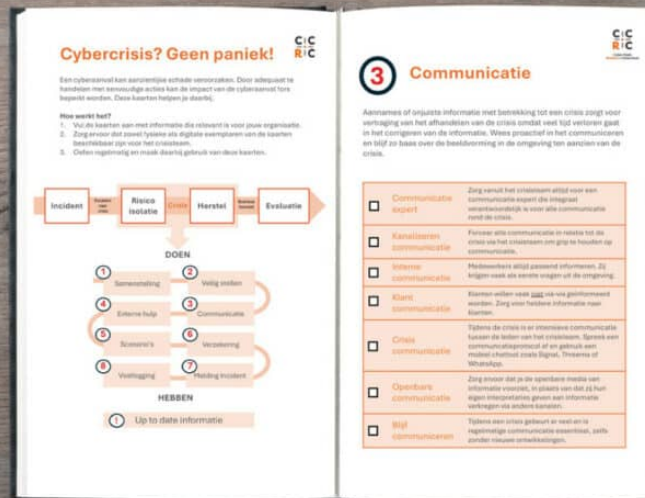 Cybercrisis? Geen paniek!
C C
R C
Een cyberaanval kan aanzienlijke schade veroorzaken. Door adequaat te
handelen met eenvoudige acties kan de impact van de cyberaanval fors
beperkt worden. Deze kaarten helpen je daarbij.
Hoe werkt het?
1. Vul de kaarten aan met informatie die relevant is voor jouw organisatie.
2. Zorg ervoor dat zowel fysieke als digitale exemplaren van de kaarten
beschikbaar zijn voor het crisisteam.
3. Oefen regelmatig en maak daarbij gebruik van deze kaarten.
Incident
Risico
isolatie
Crisis
Herstel
Evaluatie
DOEN
1 Samenstelling
2 Veilig stellen
4 Externe hulp
3 Communicatie
5 Scenario's
6 Verzekering
8 Vastlegging
7 Melding incident
HEBBEN
1 Up to date informatie
C C
R C
3 Communicatie
Aannames of onjuiste informatie met betrekking tot een crisis zorgt voor
vertraging van het afhandelen van de crisis omdat veel tijd verloren gaat
in het corrigeren van de informatie. Wees proactief in het communiceren
en blijf zo baas over de beeldvorming in de omgeving ten aanzien van de
crisis.
Communicatie
expert
Zorg vanuit het crisisteam altijd voor een
communicatie expert die integraal
verantwoordelijk is voor alle communicatie
rond de crisis.
Kanaliseren
communicatie
Forceer alle communicatie in relatie tot de
crisis via het crisisteam om grip te houden op
communicatie.
Interne
communicatie
Medewerkers altijd passend informeren. Zij
krijgen vaak als eerste vragen uit de omgeving.
Klant
communicatie
Klanten willen vaak niet via-via geïnformeerd
worden. Zorg voor heldere informatie naar
klanten.
Crisis
communicatie
Tijdens de crisis is er intensieve communicatie
tussen de leden van het crisisteam. Spreek een
communicatieprotocol af en gebruik een
mobiel chattool zoals Signal, Threema of
WhatsApp.
Openbare
communicatie
Zorg ervoor dat je de openbare media van
informatie voorziet, in plaats van dat zij hun
eigen interpretaties geven aan informatie
verkregen via andere kanalen.
Blijf
communiceren
Tijdens een crisis gebeurt er veel en is
regelmatige communicatie essentieel, zelfs
zonder nieuwe ontwikkelingen.